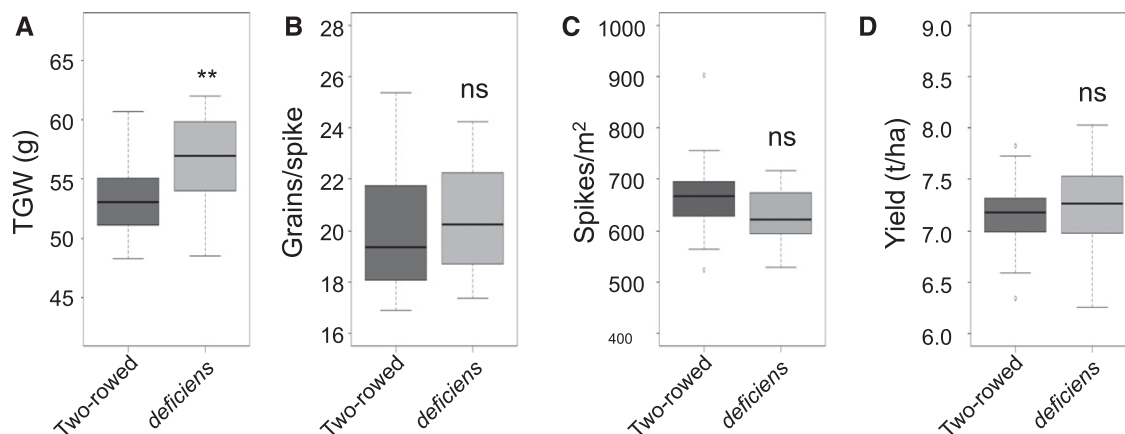 A
TGW (g)
65
60
55
50
45
**
Two-rowed
deficiens
B
Grains/spike
28
26
24
22
20
18
16
ns
Two-rowed
deficiens
C
Spikes/m²
1000
900
800
700
600
500
400
ns
Two-rowed
deficiens
D
Yield (t/ha)
9.0
8.5
8.0
7.5
7.0
6.5
6.0
ns
Two-rowed
deficiens